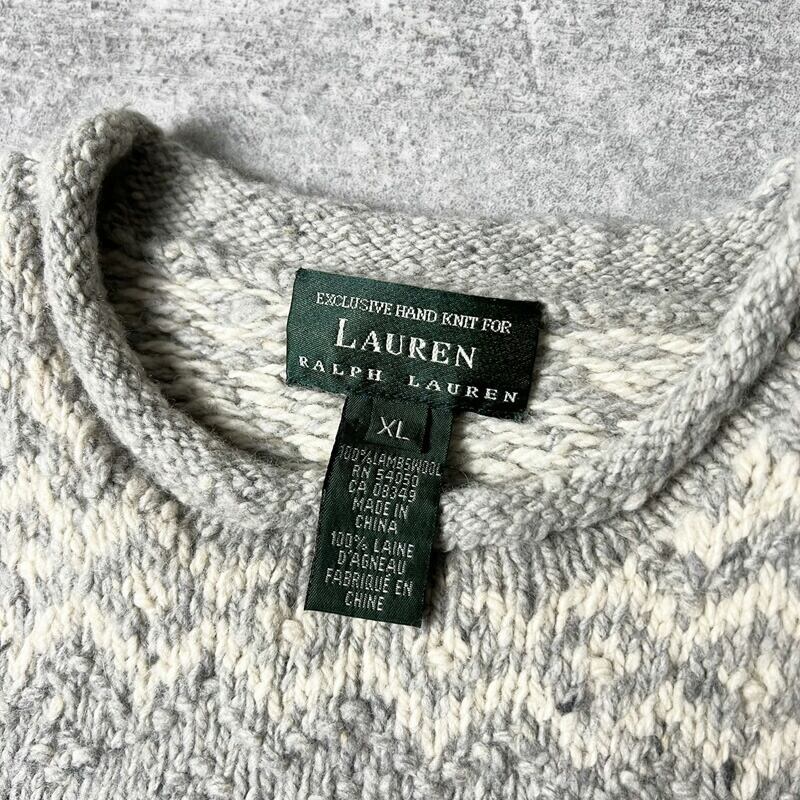 EXCLUSIVE HAND KNIT FOR
LAUREN
RALPH LAUREN
XL
100% LAMBSWOOL
RN 54050
CA 08349
MADE IN
CHINA
100% LAINE
D'AGNEAU
FABRIQUÉ EN
CHINE